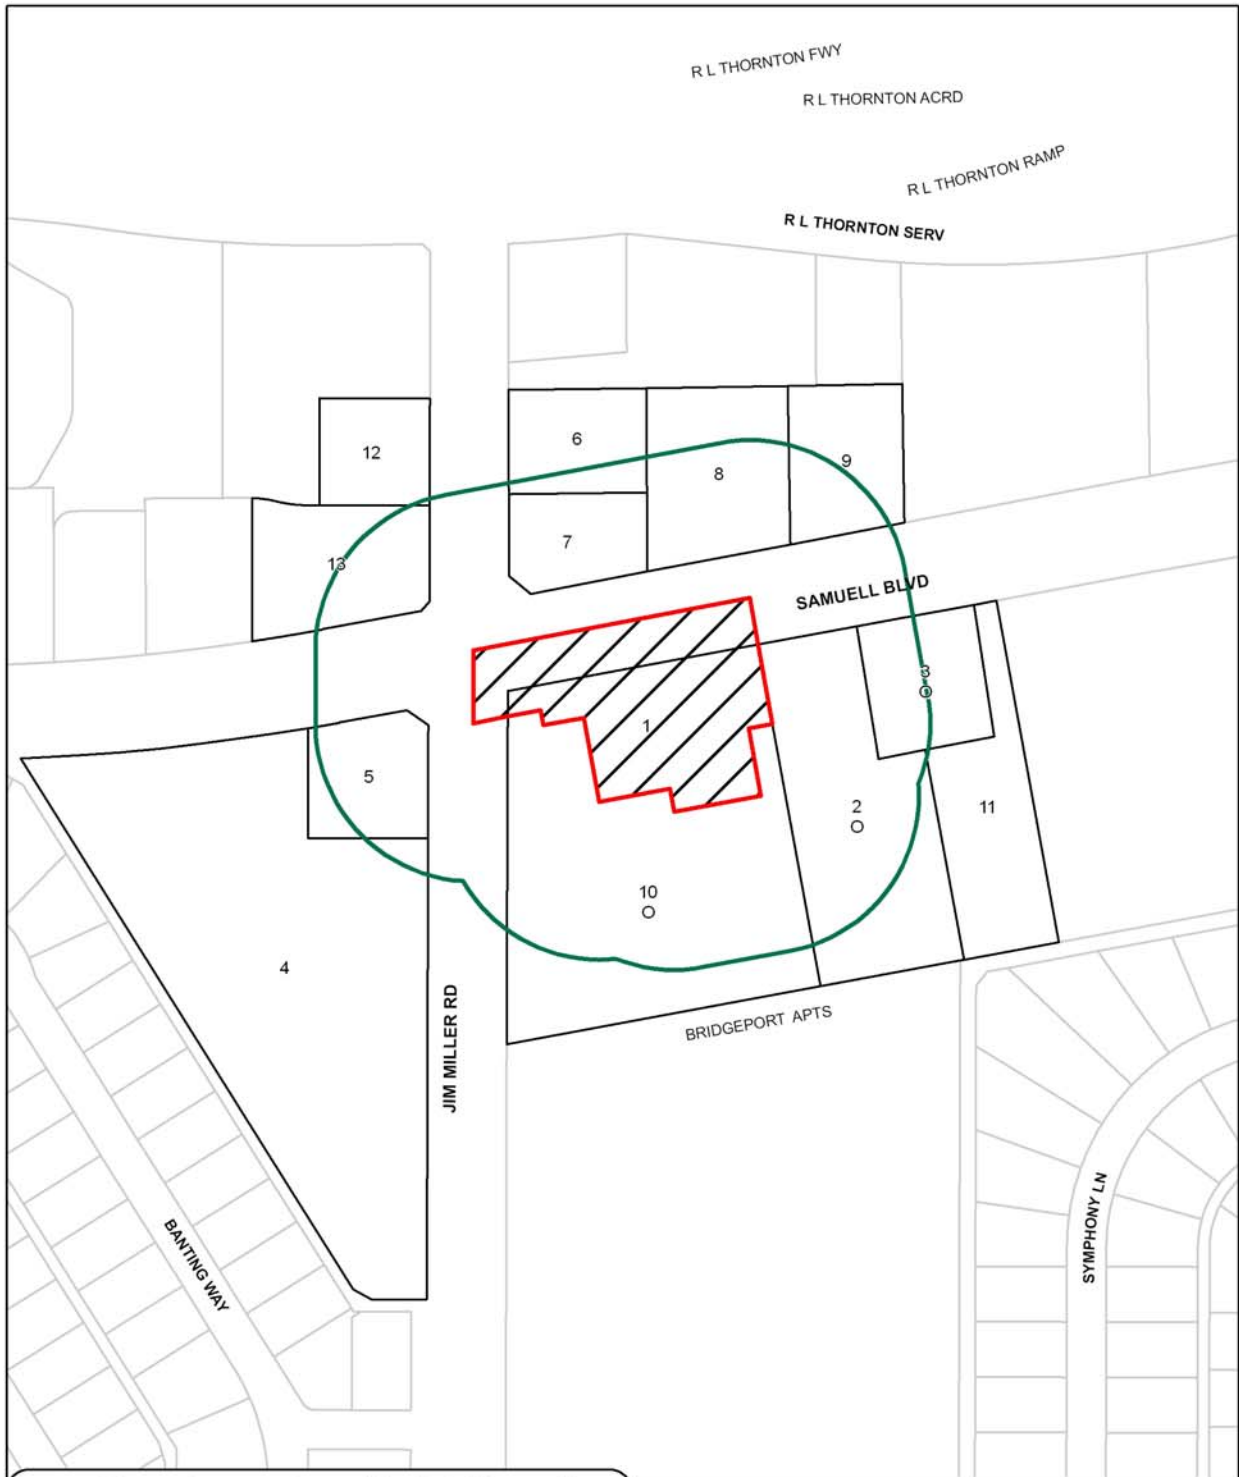 R L THORNTON FWY
R L THORNTON ACRD
R L THORNTON RAMP
R L THORNTON SERV
12
6
8
9
7
13
SAMUELL BLVD
3
1
5
2
11
10
4
JIM MILLER RD
BRIDGEPORT APTS
BANTING WAY
SYMPHONY LN